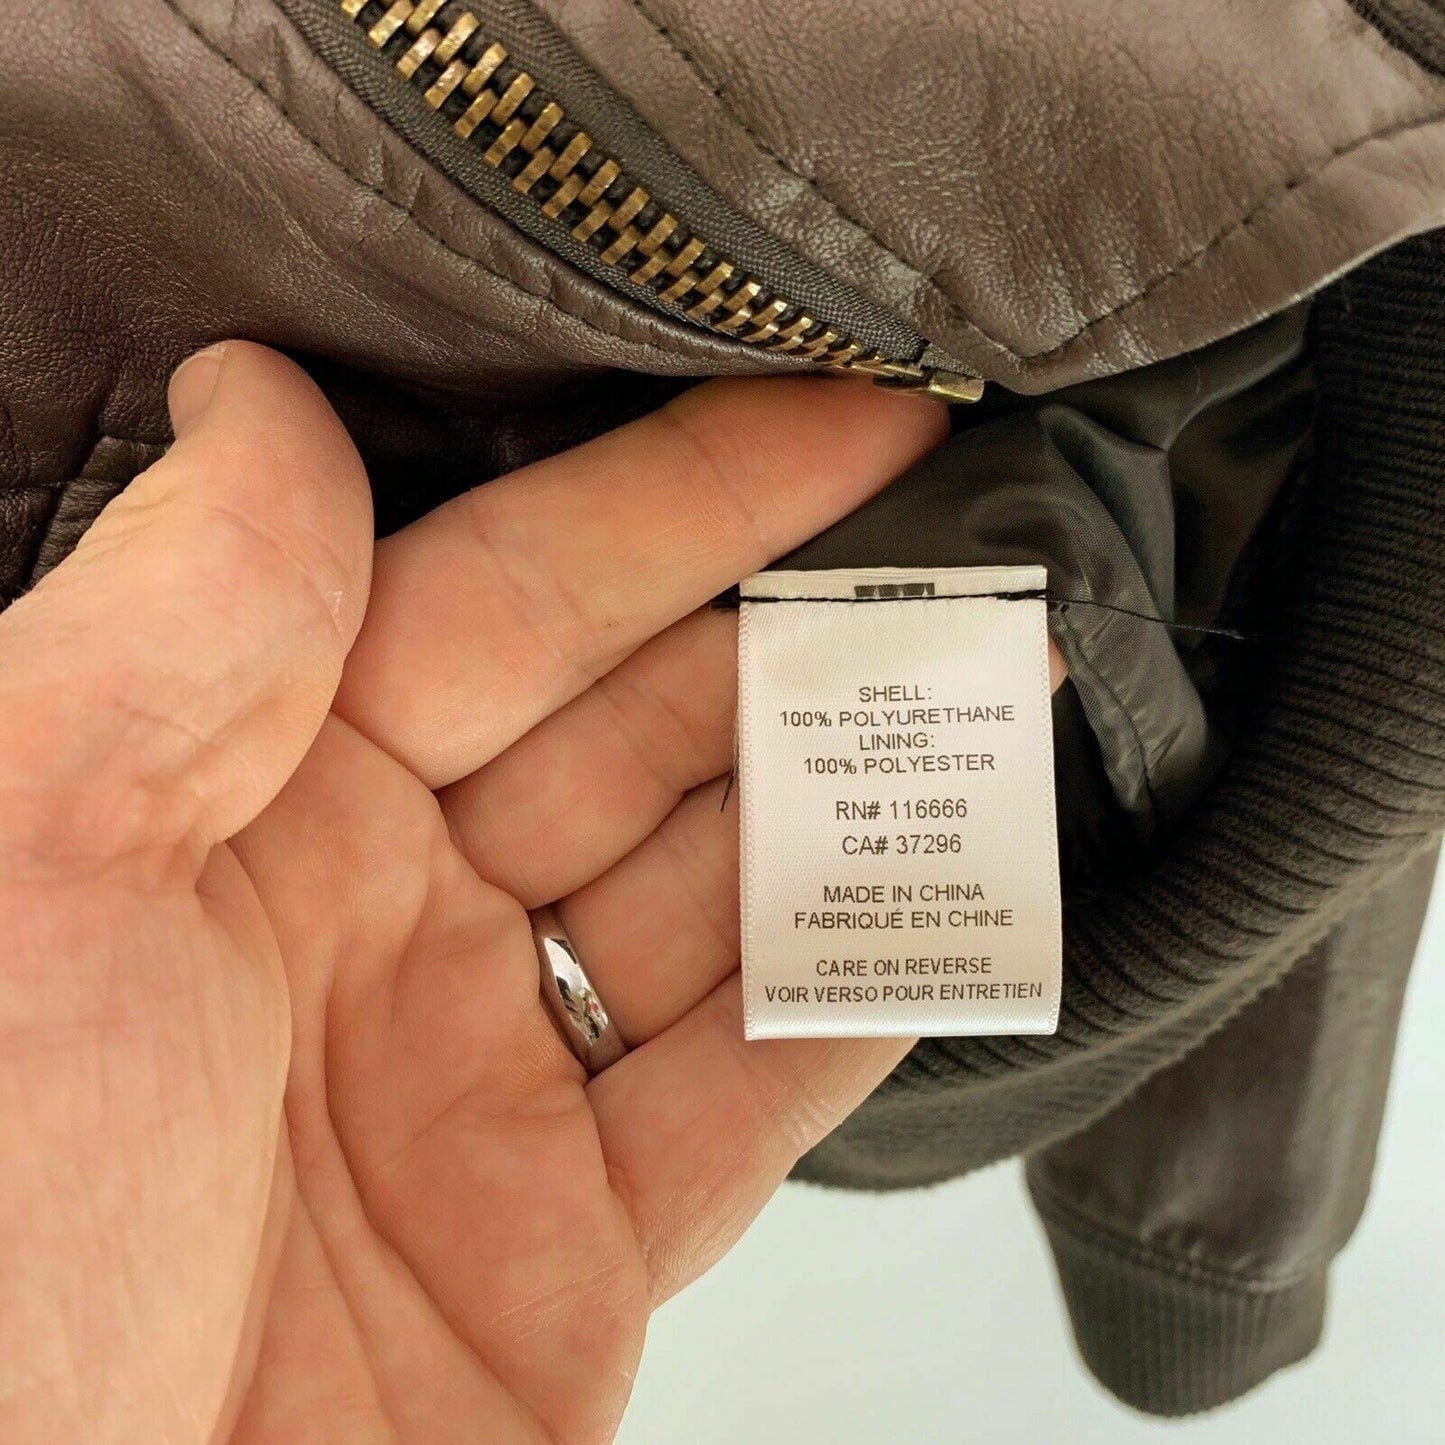 SHELL:
100% POLYURETHANE
LINING:
100% POLYESTER
RN# 116666
CA# 37296
MADE IN CHINA
FABRIQUÉ EN CHINE
CARE ON REVERSE
VOIR VERSO POUR ENTRETIEN